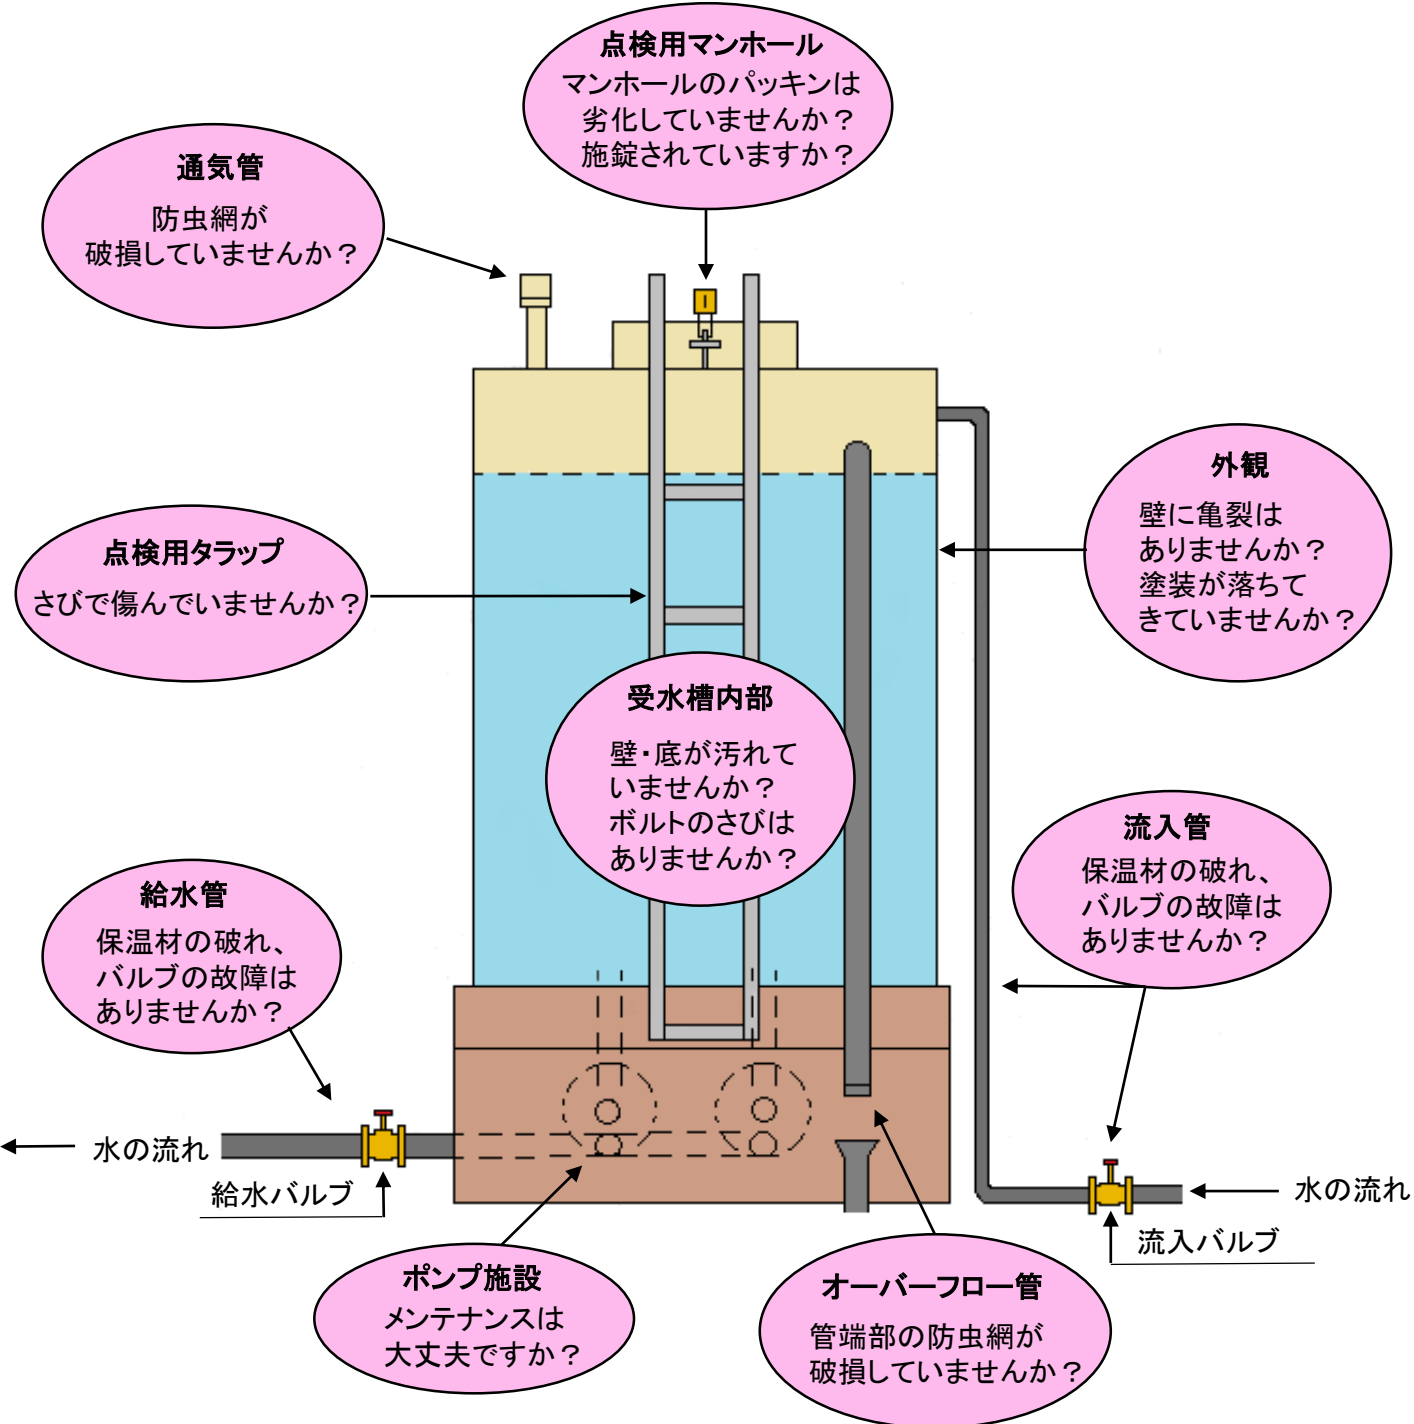 点検用マンホール
マンホールのパッキンは
劣化していませんか？
施錠されていますか？
通気管
防虫網が
破損していませんか？
外観
壁に亀裂は
ありませんか？
塗装が落ちて
きていませんか？
点検用タラップ
さびで傷んでいませんか？
受水槽内部
壁・底が汚れて
いませんか？
ボルトのさびは
ありませんか？
流入管
保温材の破れ、
バルブの故障は
ありませんか？
給水管
保温材の破れ、
バルブの故障は
ありませんか？
水の流れ
給水バルブ
水の流れ
流入バルブ
ポンプ施設
メンテナンスは
大丈夫ですか？
オーバーフロー管
管端部の防虫網が
破損していませんか？